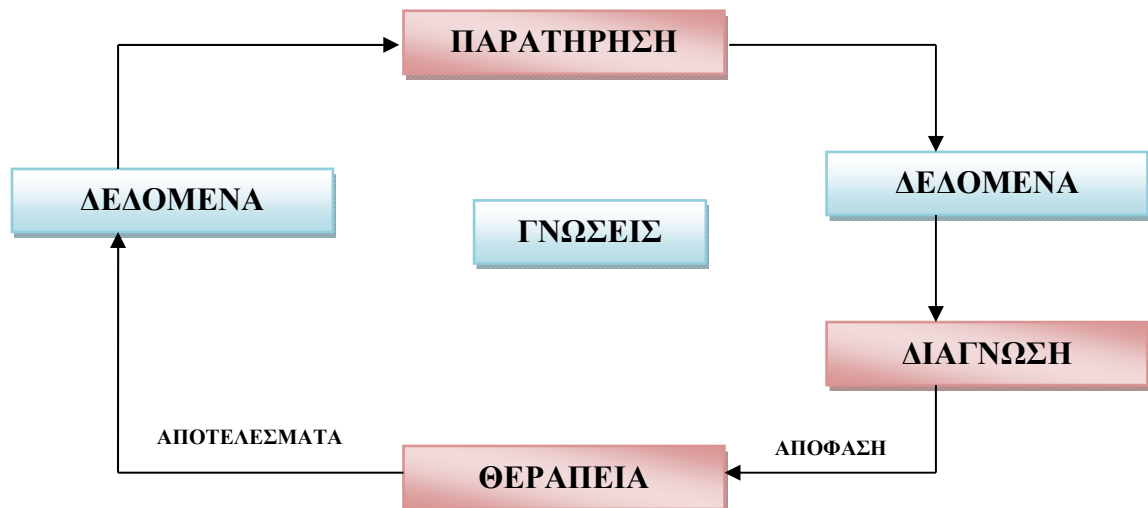 ΠΑΡΑΤΗΡΗΣΗ
ΔΕΔΟΜΕΝΑ
ΔΕΔΟΜΕΝΑ
ΓΝΩΣΕΙΣ
ΔΙΑΓΝΩΣΗ
ΑΠΟΤΕΛΕΣΜΑΤΑ
ΑΠΟΦΑΣΗ
ΘΕΡΑΠΕΙΑ